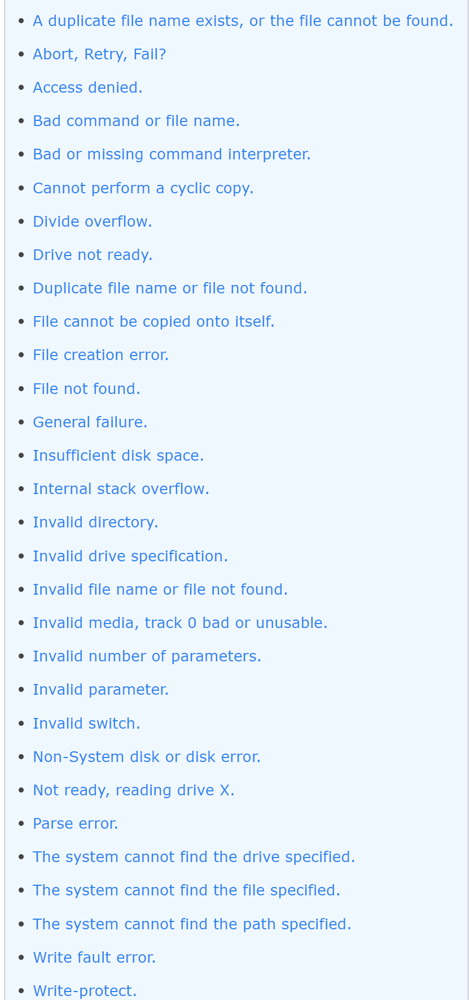 A duplicate file name exists, or the file cannot be found.
Abort, Retry, Fail?
Access denied.
Bad command or file name.
Bad or missing command interpreter.
Cannot perform a cyclic copy.
Divide overflow.
Drive not ready.
Duplicate file name or file not found.
File cannot be copied onto itself.
File creation error.
File not found.
General failure.
Insufficient disk space.
Internal stack overflow.
Invalid directory.
Invalid drive specification.
Invalid file name or file not found.
Invalid media, track 0 bad or unusable.
Invalid number of parameters.
Invalid parameter.
Invalid switch.
Non-System disk or disk error.
Not ready, reading drive X.
Parse error.
The system cannot find the drive specified.
The system cannot find the file specified.
The system cannot find the path specified.
Write fault error.
Write-protect.